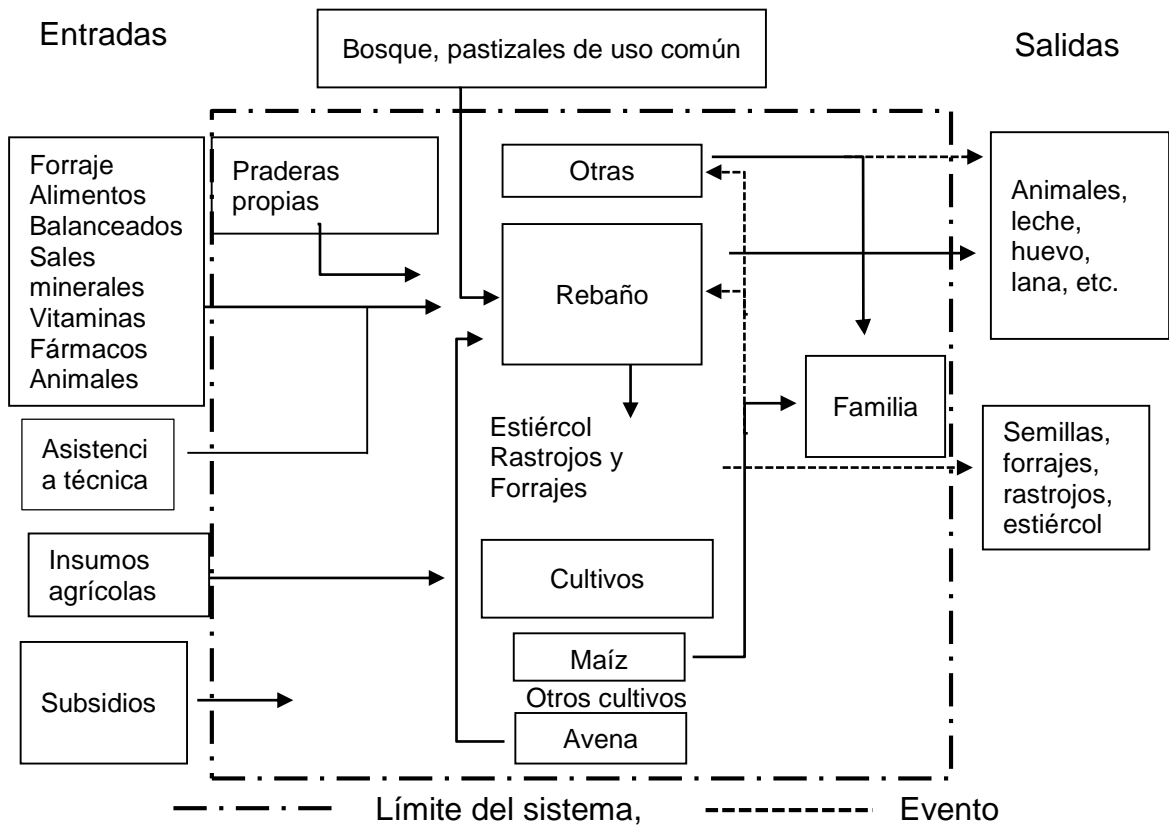 Entradas
Bosque, pastizales de uso común
Salidas
Forraje
Alimentos
Balanceados
Sales
minerales
Vitaminas
Fármacos
Animales
Praderas
propias
Otras
Animales,
leche,
huevo,
lana, etc.
Rebaño
Familia
Asistenci
a técnica
Estiércol
Rastrojos y
Forrajes
Semillas,
forrajes,
rastrojos,
estiércol
Insumos
agrícolas
Cultivos
Maíz
Otros cultivos
Subsidios
Avena
Límite del sistema,
Evento